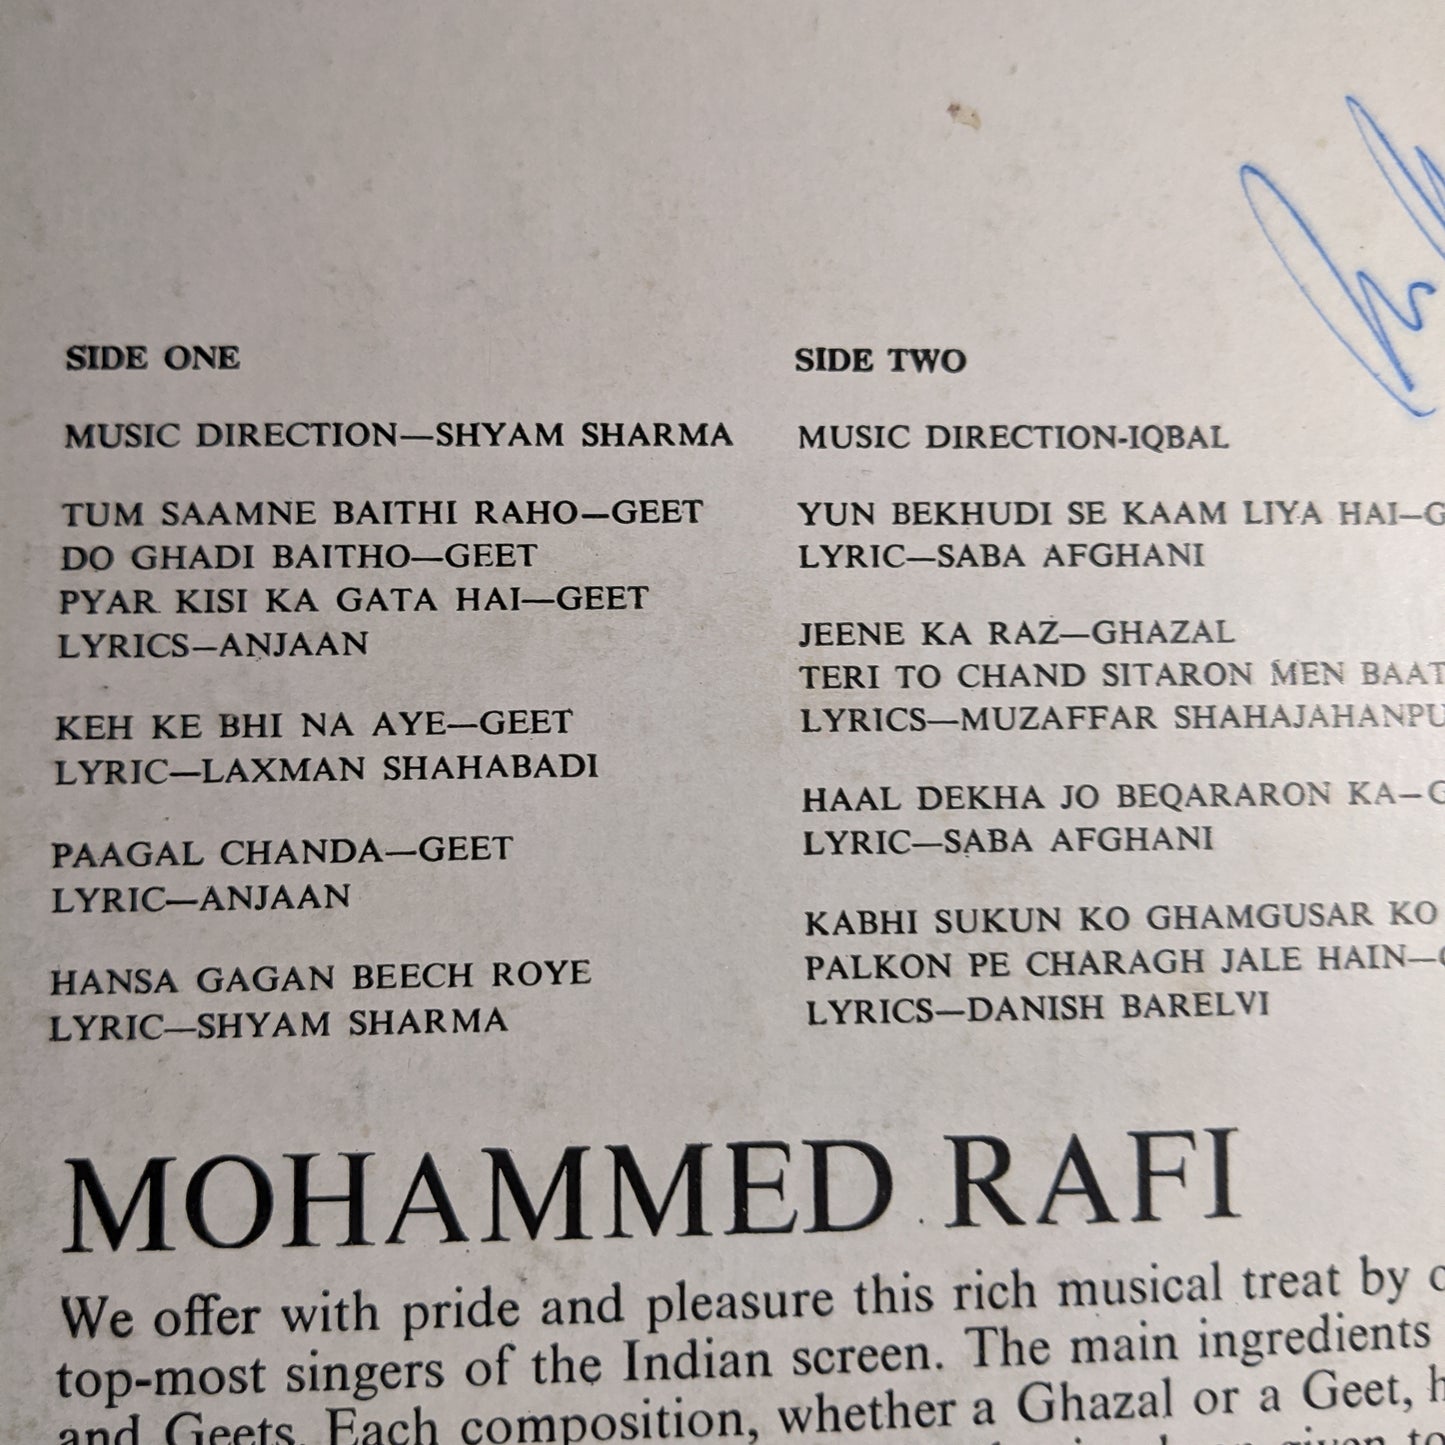 SIDE ONE
MUSIC DIRECTION—SHYAM SHARMA
TUM SAAMNE BAITHI RAHO—GEET
DO GHADI BAITHO—GEET
PYAR KISI KA GATA HAI—GEET
LYRICS—ANJAAN
KEH KE BHI NA AYE—GEET
LYRIC—LAXMAN SHAHABADI
PAAGAL CHANDA—GEET
LYRIC—ANJAAN
HANSA GAGAN BEECH ROYE
LYRIC—SHYAM SHARMA
SIDE TWO
MUSIC DIRECTION-IQBAL
YUN BEKHUDI SE KAAM LIYA HAI—G
LYRIC—SABA AFGHANI
JEENE KA RAZ—GHAZAL
TERI TO CHAND SITARON MEN BAAT
LYRICS—MUZAFFAR SHAHAJAHANPU
HAAL DEKHA JO BEQARARON KA—G
LYRIC—SABA AFGHANI
KABHI SUKUN KO GHAMGUSAR KO
PALKON PE CHARAGH JALE HAIN—
LYRICS—DANISH BARELVI
MOHAMMED RAFI
We offer with pride and pleasure this rich musical treat by
top-most singers of the Indian screen. The main ingredients
and Geets. Each composition, whether a Ghazal or a Geet,
given to